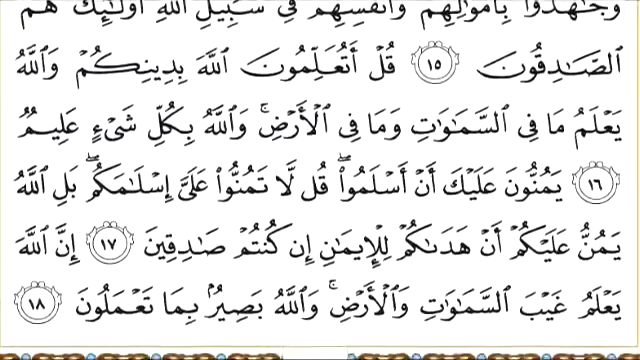 وَجَٰهَدُوا۟ بِأَمْوَٰلِهِمْ وَأَنفُسِهِمْ فِى سَبِيلِ ٱللَّهِ أُو۟لَٰٓئِكَ هُمُ
ٱلصَّٰدِقُونَ ١٥ قُلْ أَتُعَلِّمُونَ ٱللَّهَ بِدِينِكُمْ وَٱللَّهُ
يَعْلَمُ مَا فِى ٱلسَّمَٰوَٰتِ وَمَا فِى ٱلْأَرْضِ ۚ وَٱللَّهُ بِكُلِّ شَىْءٍ عَلِيمٌ
١٦ يَمُنُّونَ عَلَيْكَ أَنْ أَسْلَمُوا۟ ۖ قُل لَّا تَمُنُّوا۟ عَلَىَّ إِسْلَٰمَكُم ۖ بَلِ ٱللَّهُ
يَمُنُّ عَلَيْكُمْ أَنْ هَدَىٰكُمْ لِلْإِيمَٰنِ إِن كُنتُمْ صَٰدِقِينَ ١٧ إِنَّ ٱللَّهَ
يَعْلَمُ غَيْبَ ٱلسَّمَٰوَٰتِ وَٱلْأَرْضِ ۚ وَٱللَّهُ بَصِيرٌۢ بِمَا تَعْمَلُونَ ١٨